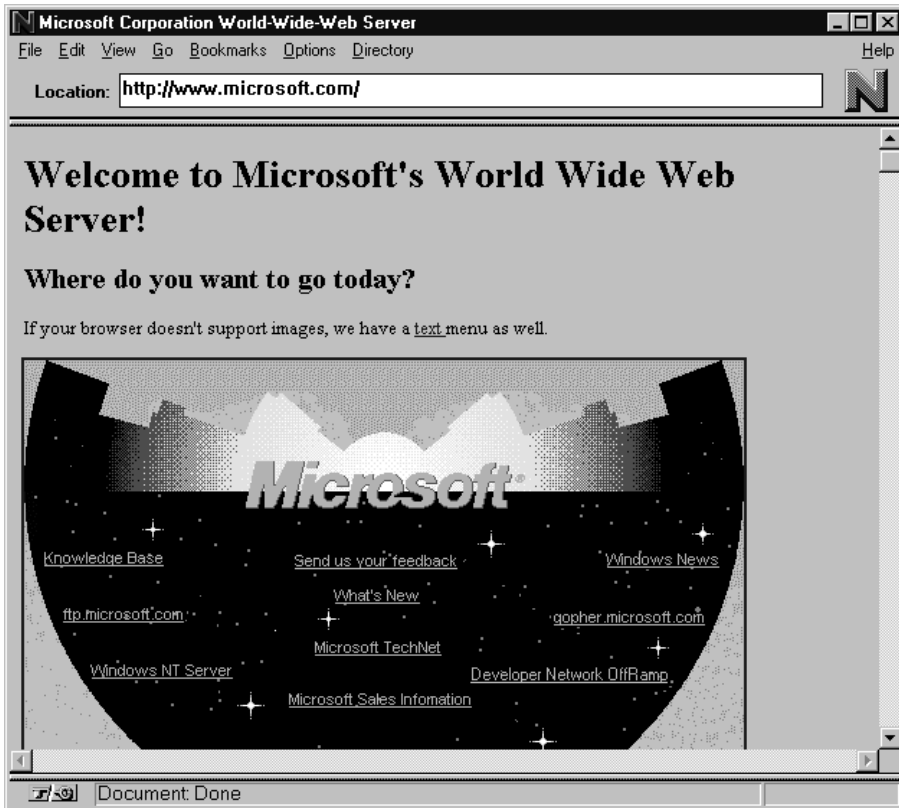 Microsoft Corporation World-Wide-Web Server
File Edit View Go Bookmarks Options Directory Help
Location: http://www.microsoft.com/
N
Welcome to Microsoft's World Wide Web
Server!
Where do you want to go today?
If your browser doesn't support images, we have a text menu as well.
Microsoft®
Knowledge Base Send us your feedback Windows News
What's New
ftp.microsoft.com gopher.microsoft.com
Microsoft TechNet
Windows NT Server Developer Network OffRamp
Microsoft Sales Infomation
Document: Done